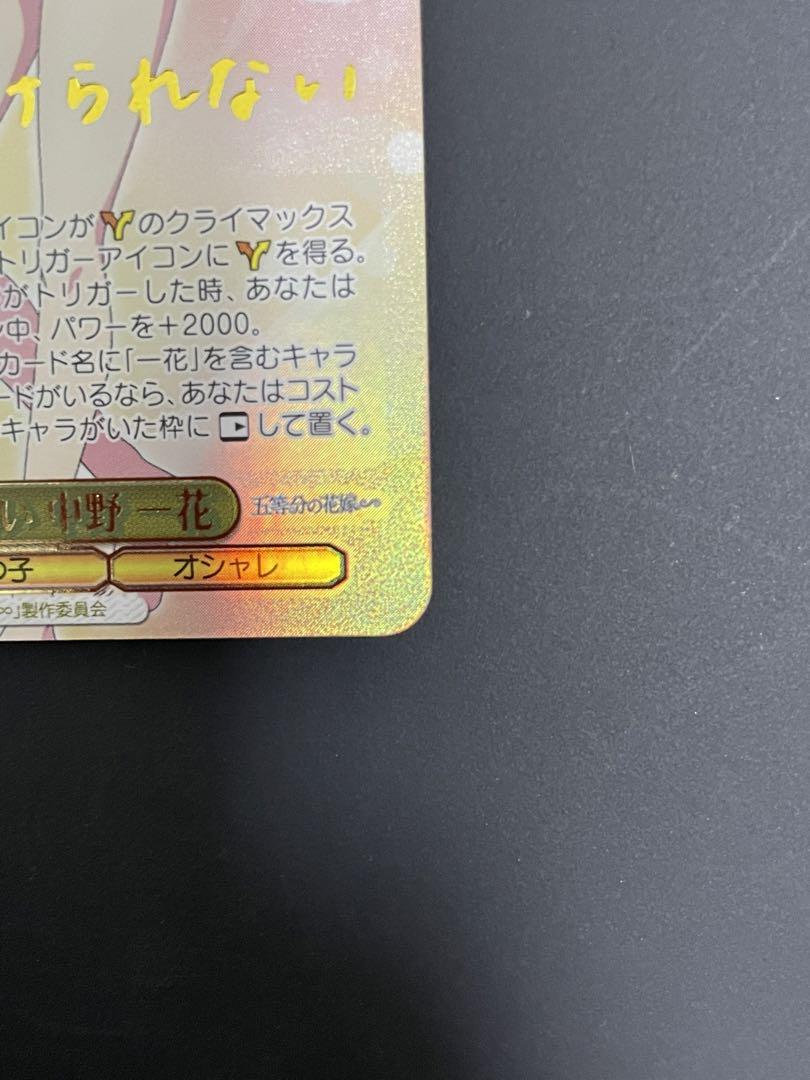 られない
イコンがのクライマックス
トリガーアイコンにを得る。
がトリガーした時、あなたは
中、パワーを+2000。
カード名に「一花」を含むキャラ
ードがいるなら、あなたはコスト
キャラがいた枠にして置く。
い 中野 一花
五等分の花嫁∽
の子
オシャレ
∞」製作委員会